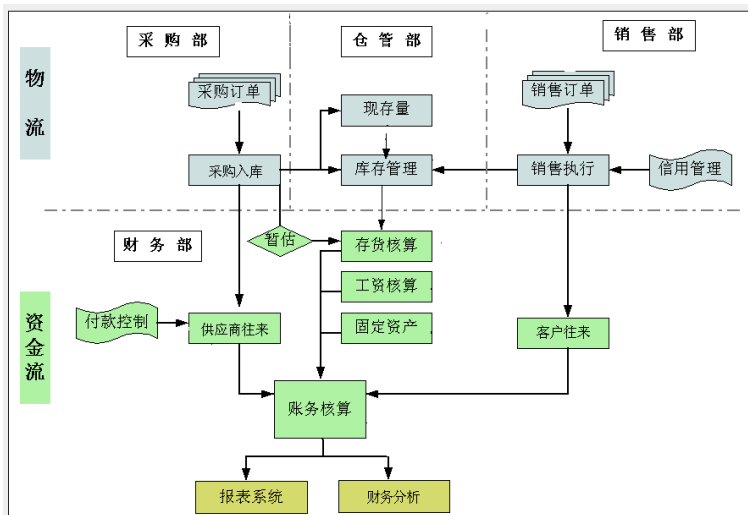 采 购 部
仓 管 部
销 售 部
物流
采购订单
现存量
销售订单
采购入库
库存管理
销售执行
信用管理
财 务 部
暂估
存货核算
工资核算
资金流
付款控制
供应商往来
固定资产
客户往来
账务核算
报表系统
财务分析